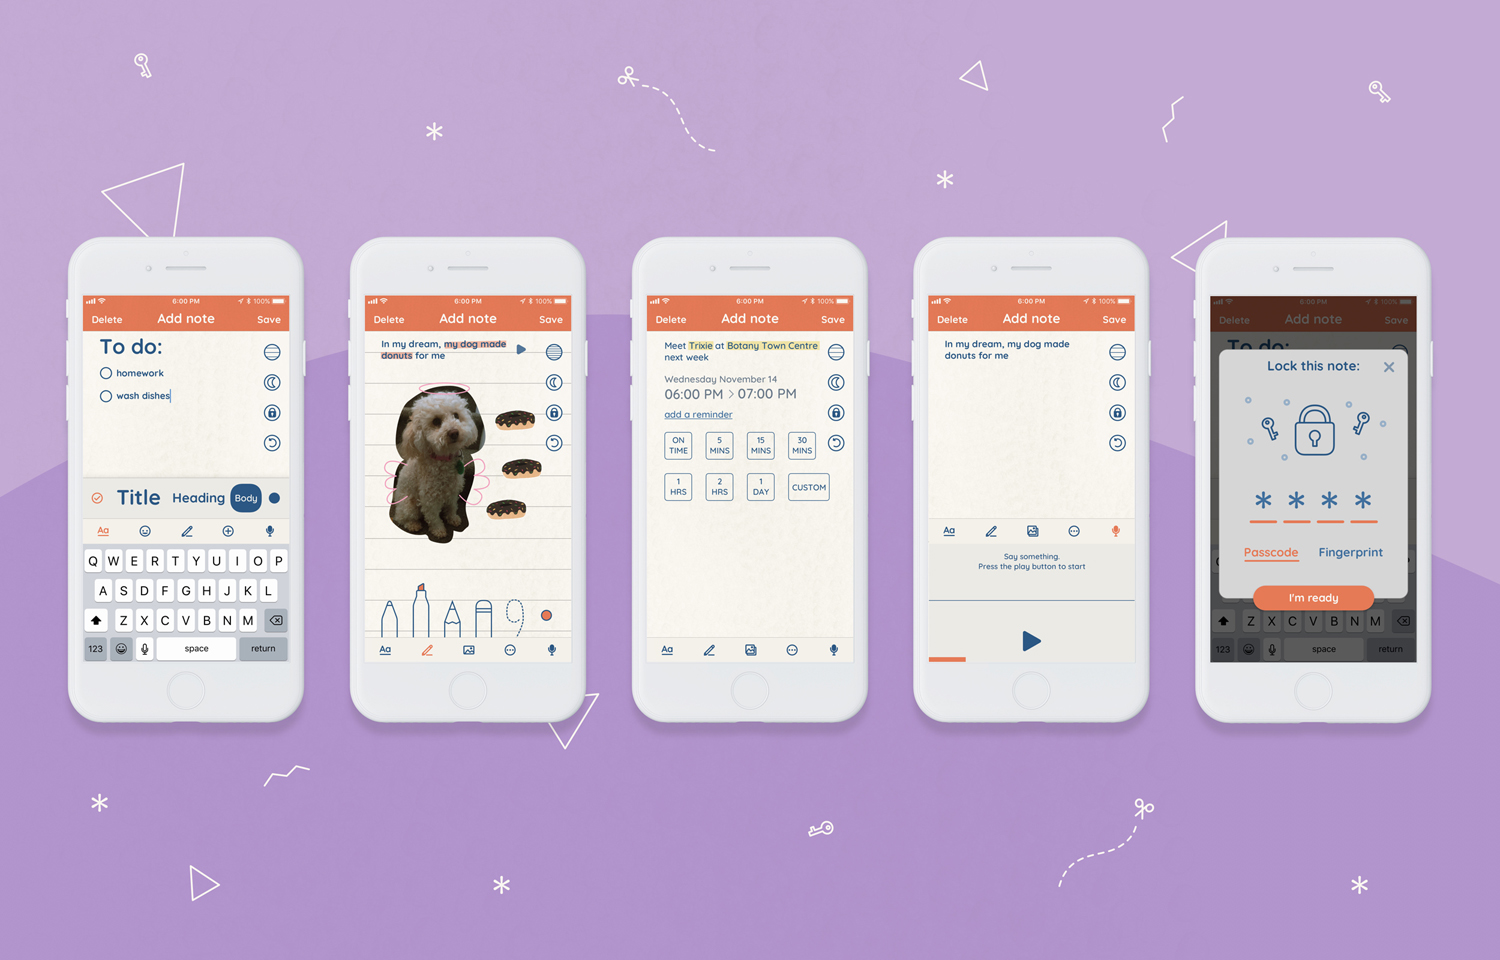 6:00 PM
100%
Delete Add note Save
To do:
homework
wash dishes
Title Heading Body
Aa
Q W E R T Y U I O P
A S D F G H J K L
Z X C V B N M
123 space return
6:00 PM
100%
Delete Add note Save
In my dream, my dog made
donuts for me
Aa
6:00 PM
100%
Delete Add note Save
Meet Trixie at Botany Town Centre
next week
Wednesday November 14
06:00 PM > 07:00 PM
add a reminder
ON
TIME
5
MINS
15
MINS
30
MINS
1
HRS
2
HRS
1
DAY
CUSTOM
Aa
6:00 PM
100%
Delete Add note Save
In my dream, my dog made
donuts for me
Aa
Say something.
Press the play button to start
6:00 PM
100%
Delete Add note Save
To do:
Lock this note:
* * * *
Passcode Fingerprint
I'm ready
Z X C V B N M
123 space return